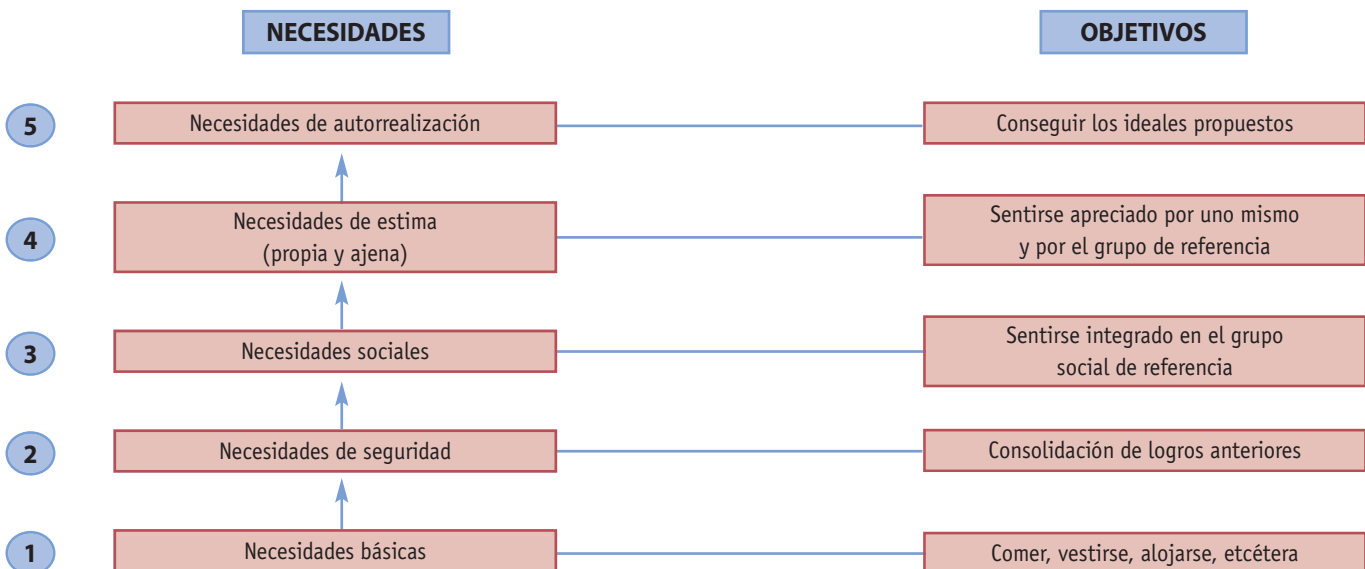 NECESIDADES
OBJETIVOS
5
Necesidades de autorrealización
Conseguir los ideales propuestos
4
Necesidades de estima
(propia y ajena)
Sentirse apreciado por uno mismo
y por el grupo de referencia
3
Necesidades sociales
Sentirse integrado en el grupo
social de referencia
2
Necesidades de seguridad
Consolidación de logros anteriores
1
Necesidades básicas
Comer, vestirse, alojarse, etcétera